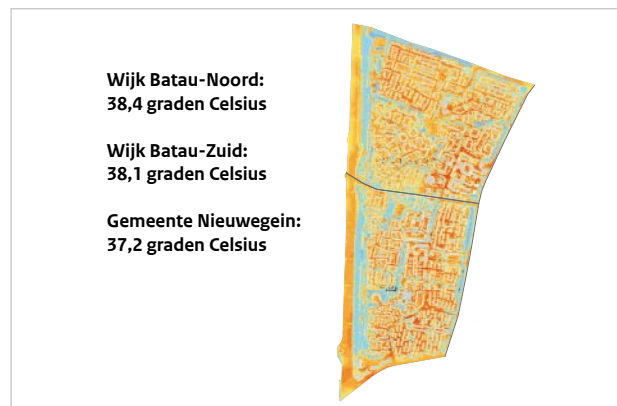 Wijk Batau-Noord:
38,4 graden Celsius
Wijk Batau-Zuid:
38,1 graden Celsius
Gemeente Nieuwegein:
37,2 graden Celsius